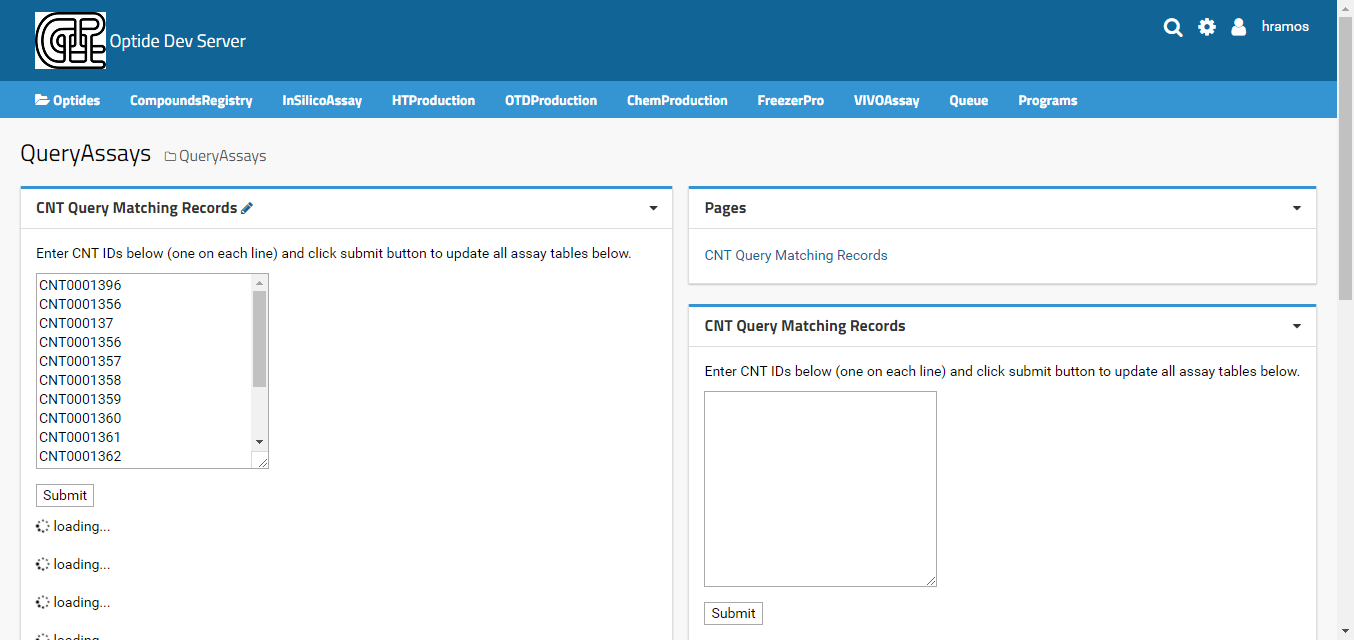 Optide Dev Server
hramos
Optides CompoundsRegistry InSilicoAssay HTProduction OTDProduction ChemProduction FreezerPro VIVOAssay Queue Programs
QueryAssays QueryAssays
CNT Query Matching Records
Enter CNT IDs below (one on each line) and click submit button to update all assay tables below.
CNT0001396
CNT0001356
CNT000137
CNT0001356
CNT0001357
CNT0001358
CNT0001359
CNT0001360
CNT0001361
CNT0001362
Submit
loading...
loading...
loading...
loading...
Pages
CNT Query Matching Records
CNT Query Matching Records
Enter CNT IDs below (one on each line) and click submit button to update all assay tables below.
Submit